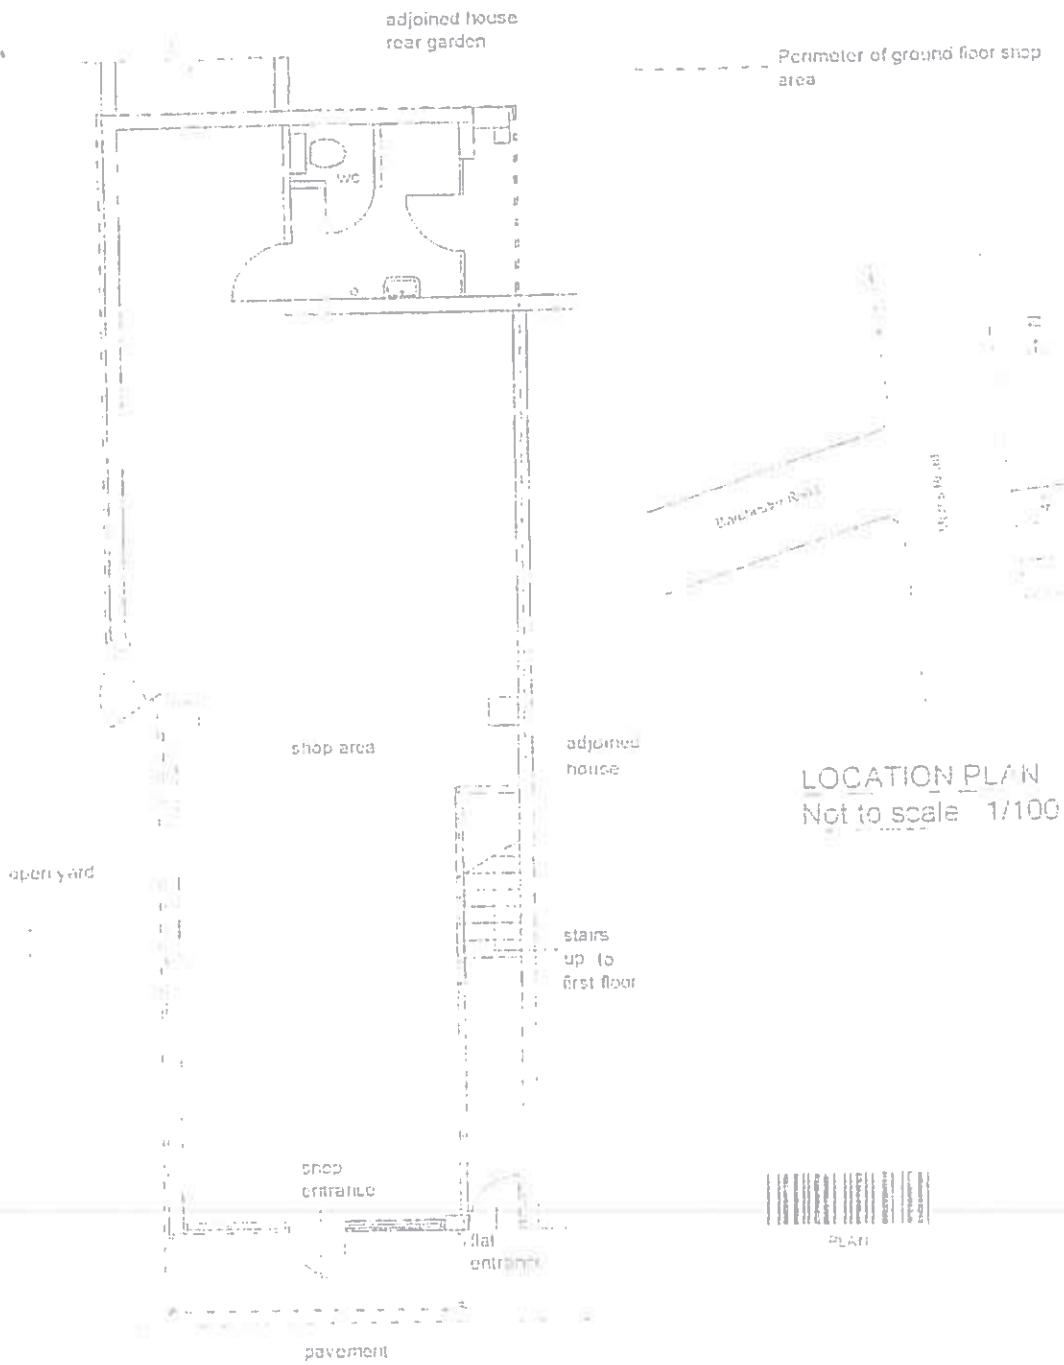 adjoined house
rear garden
Perimeter of ground floor shop
area
WC
shop area
adjoined
house
LOCATION PLAN
Not to scale 1/100
open yard
stairs
up to
first floor
shop
entrance
flat
entrance
PLAN
pavement